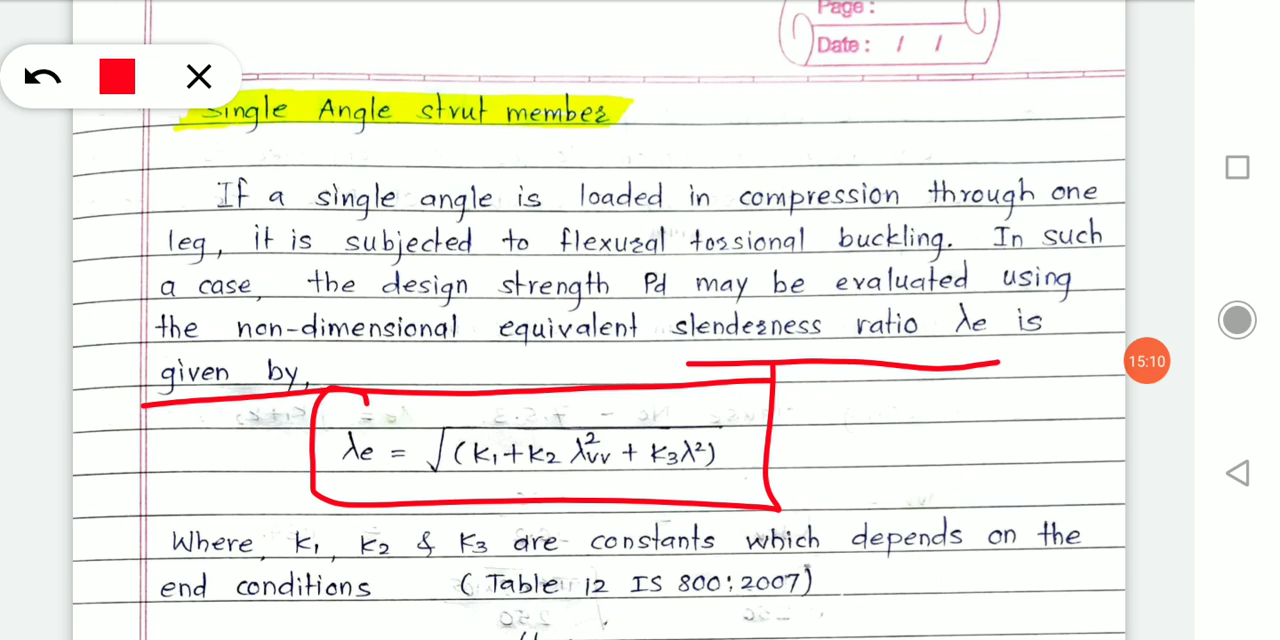 Page :
Date : / /
Single Angle strut member
If a single angle is loaded in compression through one
leg, it is subjected to flexural torsional buckling. In such
a case, the design strength Pd may be evaluated using
the non-dimensional equivalent slenderness ratio λe is
given by,
λe = √(k₁+k₂ λ²vv + k₃λ²)
Where, k₁, k₂ & k₃ are constants which depends on the
end conditions (Table 12 IS 800:2007)
15:10